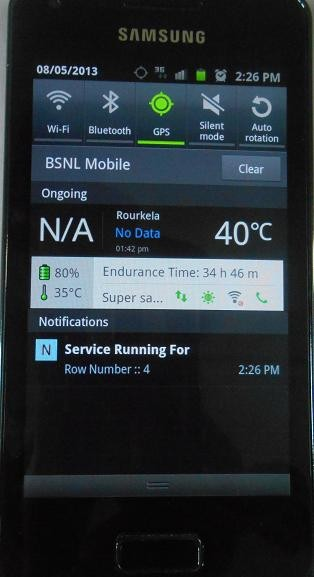 SAMSUNG
08/05/2013 3G 2:26 PM
Wi-Fi Bluetooth GPS Silent mode Auto rotation
BSNL Mobile Clear
Ongoing
N/A Rourkela 40°C
No Data
01:42 pm
80% Endurance Time: 34 h 46 m
35°C Super sa...
Notifications
N Service Running For
Row Number :: 4 2:26 PM